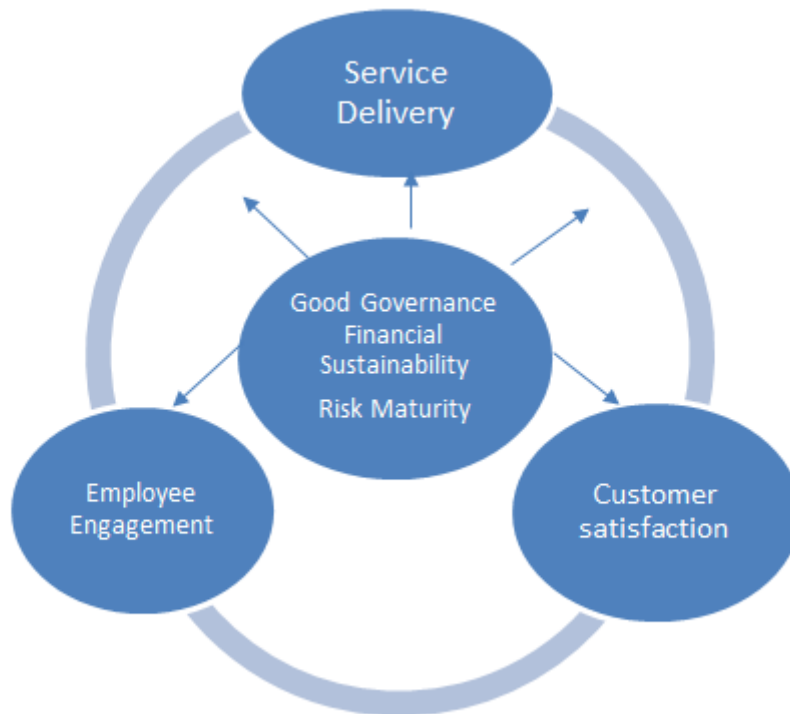 Service
Delivery
Good Governance
Financial
Sustainability
Risk Maturity
Employee
Engagement
Customer
satisfaction